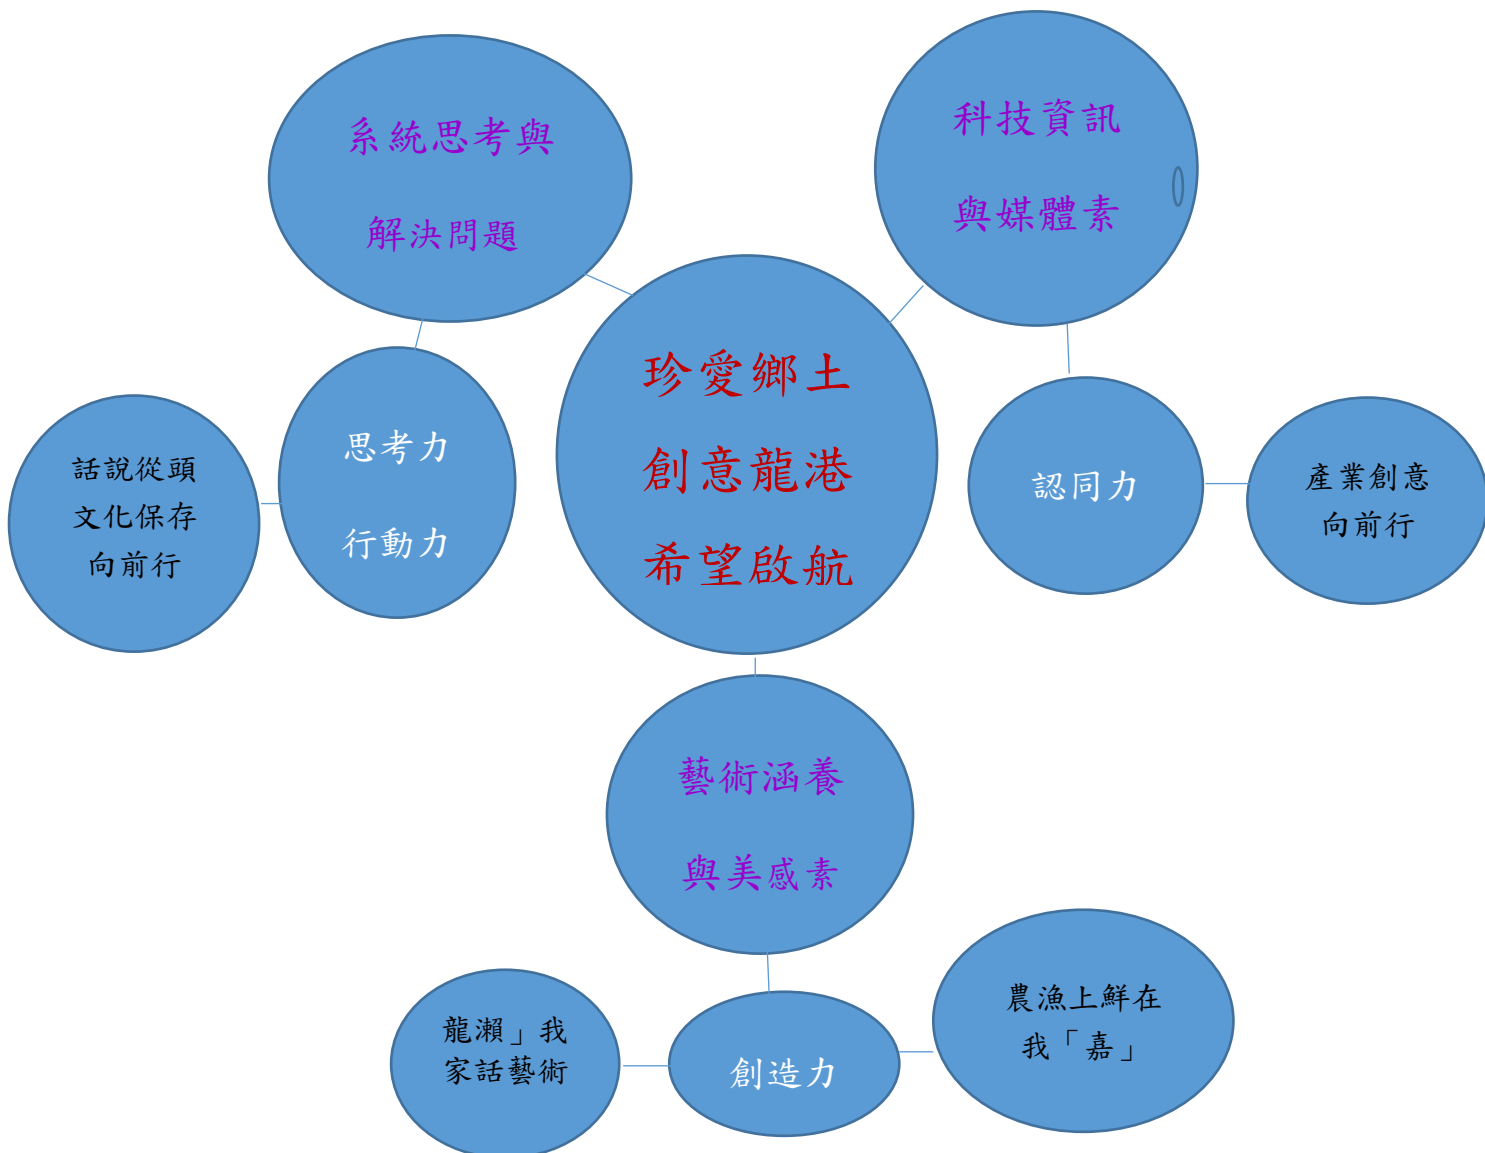 系統思考與
解決問題
科技資訊
與媒體素
珍愛鄉土
創意龍港
希望啟航
思考力
行動力
話說從頭
文化保存
向前行
認同力
產業創意
向前行
藝術涵養
與美感素
龍瀨」我
家話藝術
創造力
農漁上鮮在
我「嘉」